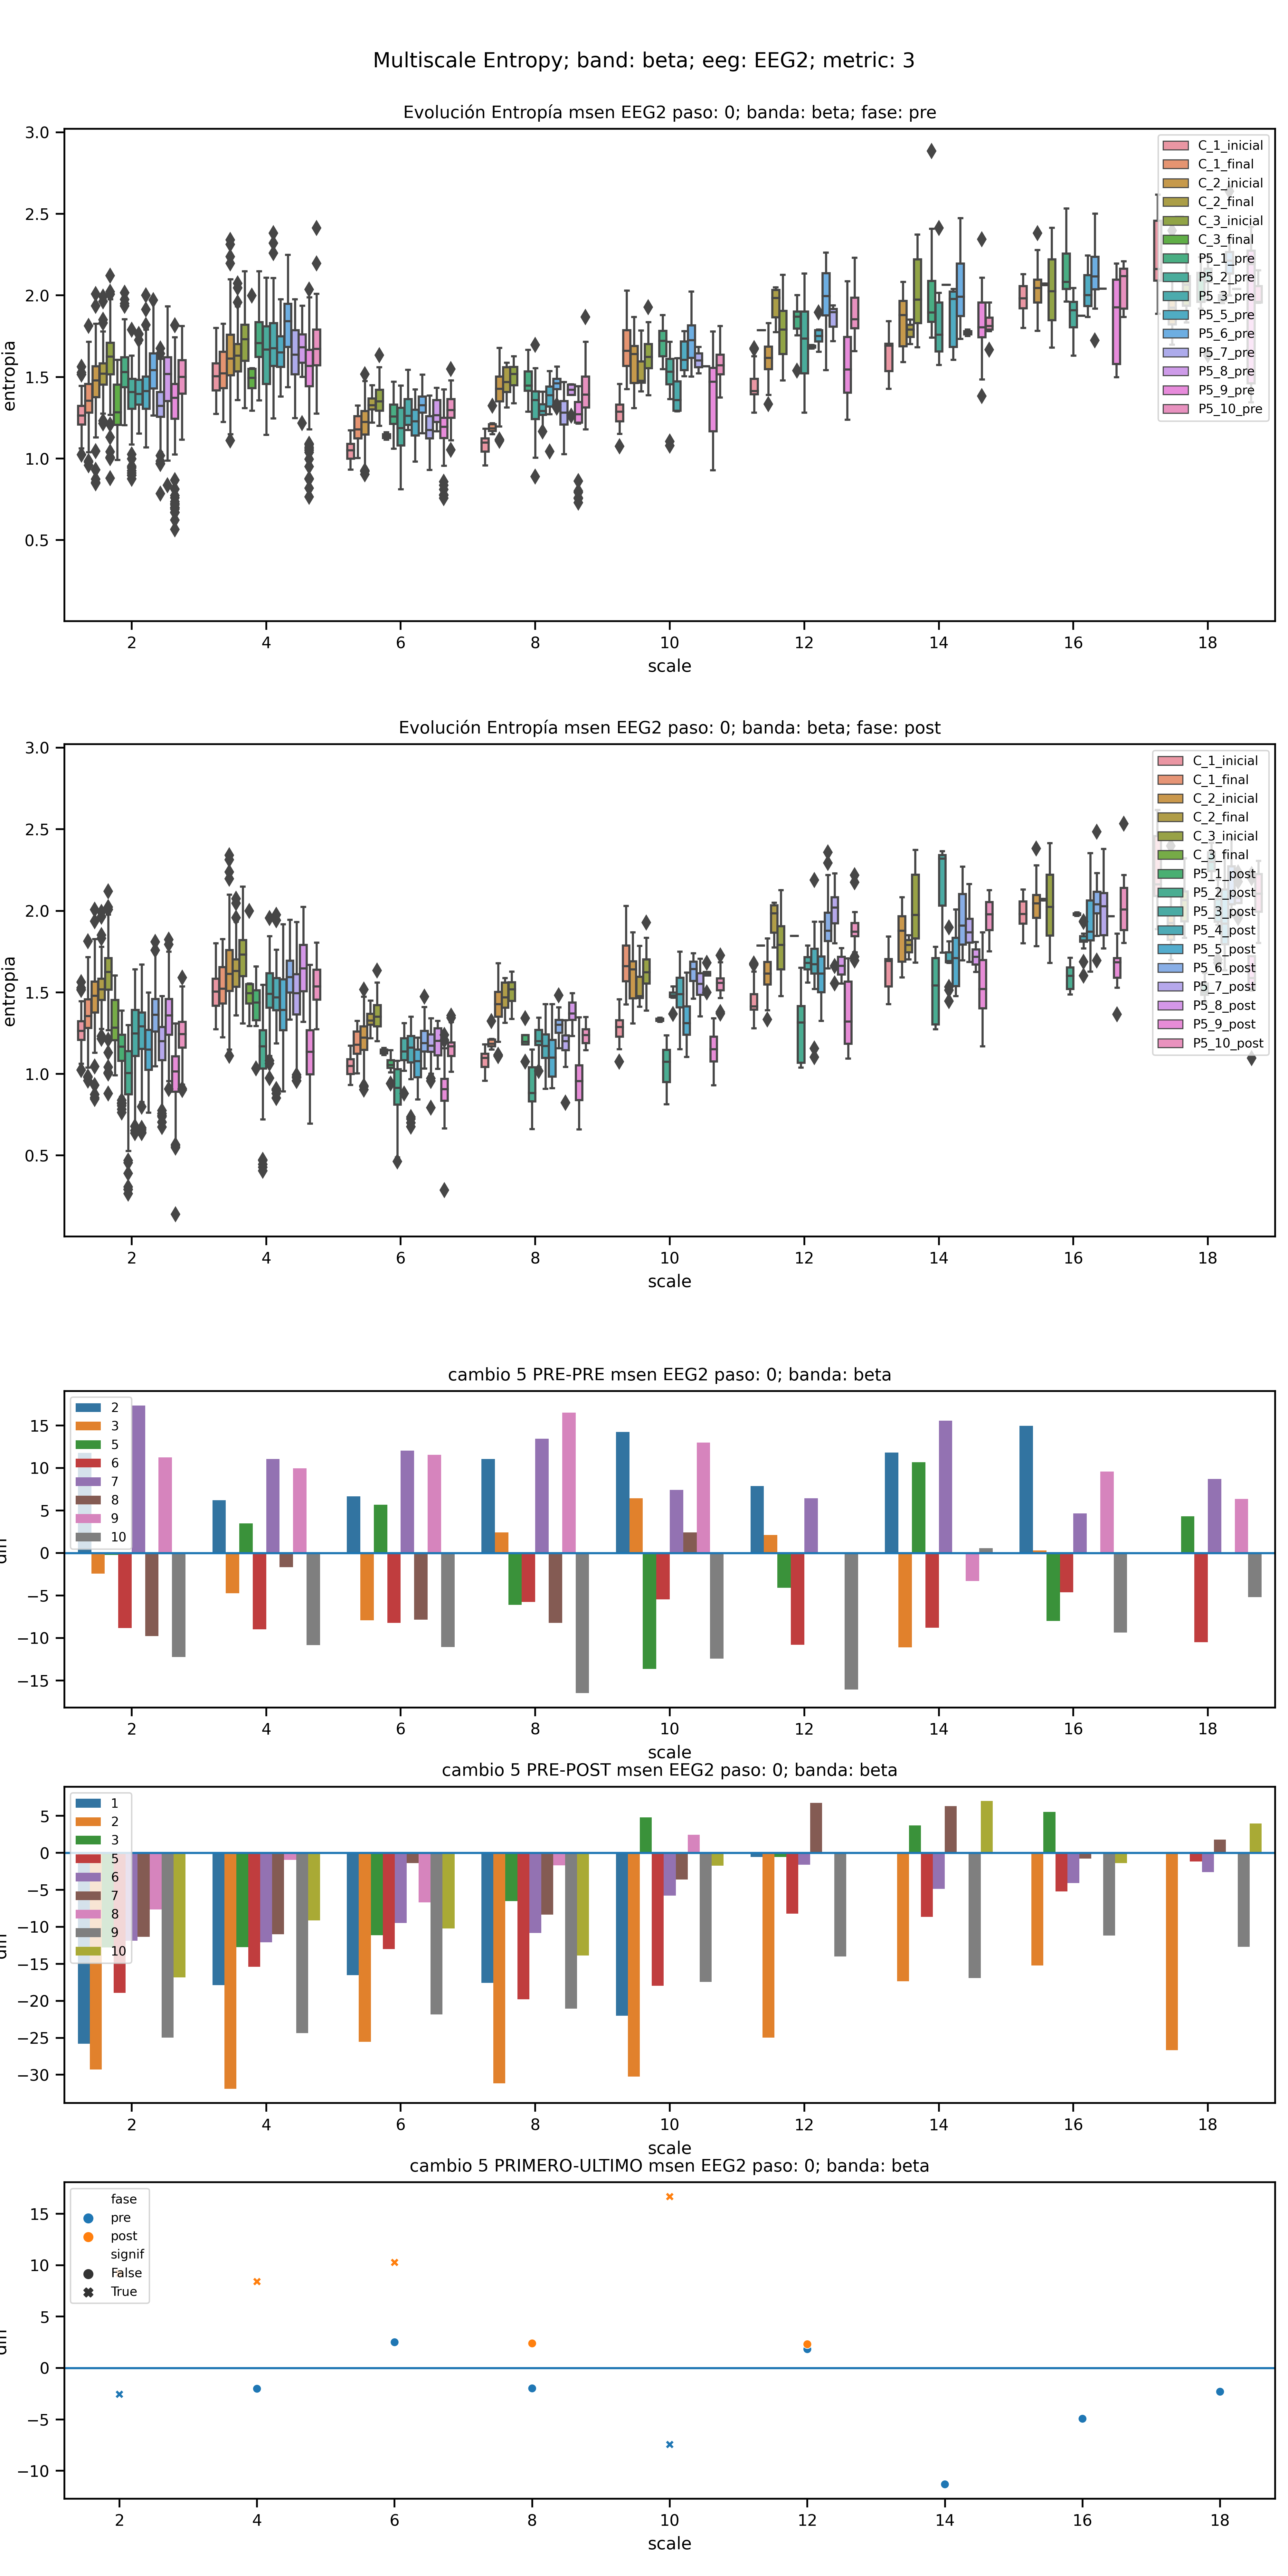 Multiscale Entropy; band: beta; eeg: EEG2; metric: 3
Evolución Entropía msen EEG2 paso: 0; banda: beta; fase: pre
entropia
3.0
2.5
2.0
1.5
1.0
0.5
C_1_inicial
C_1_final
C_2_inicial
C_2_final
C_3_inicial
C_3_final
P5_1_pre
P5_2_pre
P5_3_pre
P5_5_pre
P5_6_pre
P5_7_pre
P5_8_pre
P5_9_pre
P5_10_pre
2 4 6 8 10 12 14 16 18
scale
Evolución Entropía msen EEG2 paso: 0; banda: beta; fase: post
entropia
3.0
2.5
2.0
1.5
1.0
0.5
C_1_inicial
C_1_final
C_2_inicial
C_2_final
C_3_inicial
C_3_final
P5_1_post
P5_2_post
P5_3_post
P5_4_post
P5_5_post
P5_6_post
P5_7_post
P5_8_post
P5_9_post
P5_10_post
2 4 6 8 10 12 14 16 18
scale
cambio 5 PRE-PRE msen EEG2 paso: 0; banda: beta
15
10
5
0
−5
−10
−15
2
3
5
6
7
8
9
10
2 4 6 8 10 12 14 16 18
scale
cambio 5 PRE-POST msen EEG2 paso: 0; banda: beta
5
0
−5
−10
−15
−20
−25
−30
1
2
3
5
6
7
8
9
10
2 4 6 8 10 12 14 16 18
scale
cambio 5 PRIMERO-ULTIMO msen EEG2 paso: 0; banda: beta
15
10
5
0
−5
−10
fase
pre
post
signif
False
True
2 4 6 8 10 12 14 16 18
scale